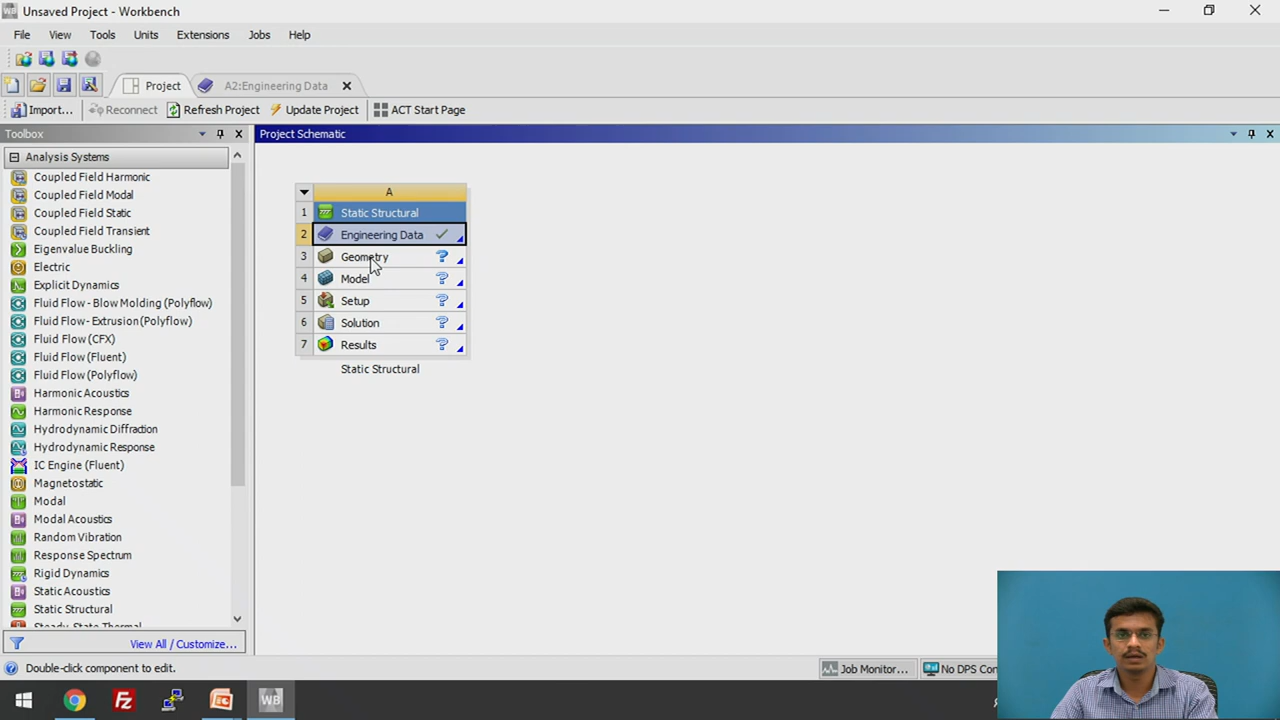 Unsaved Project - Workbench
File View Tools Units Extensions Jobs Help
Project A2:Engineering Data
Import... Reconnect Refresh Project Update Project ACT Start Page
Toolbox
Project Schematic
Analysis Systems
Coupled Field Harmonic
Coupled Field Modal
Coupled Field Static
Coupled Field Transient
Eigenvalue Buckling
Electric
Explicit Dynamics
Fluid Flow - Blow Molding (Polyflow)
Fluid Flow - Extrusion (Polyflow)
Fluid Flow (CFX)
Fluid Flow (Fluent)
Fluid Flow (Polyflow)
Harmonic Acoustics
Harmonic Response
Hydrodynamic Diffraction
Hydrodynamic Response
IC Engine (Fluent)
Magnetostatic
Modal
Modal Acoustics
Random Vibration
Response Spectrum
Rigid Dynamics
Static Acoustics
Static Structural
Steady-State Thermal
View All / Customize...
A
1 Static Structural
2 Engineering Data
3 Geometry ?
4 Model ?
5 Setup ?
6 Solution ?
7 Results ?
Static Structural
Double-click component to edit.
Job Monitor... No DPS Con
WB